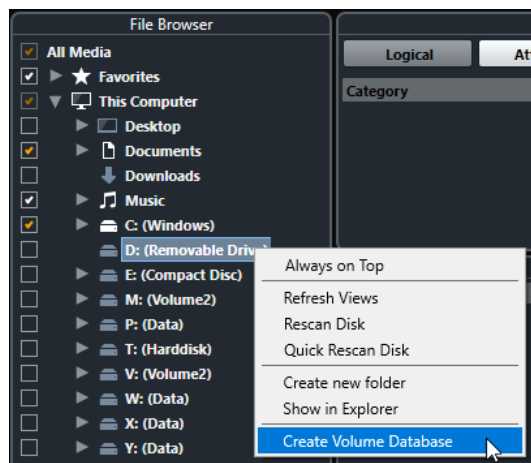 File Browser
All Media
Favorites
This Computer
Desktop
Documents
Downloads
Music
C: (Windows)
D: (Removable Drive)
E: (Compact Disc)
M: (Volume2)
P: (Data)
T: (Harddisk)
V: (Volume2)
W: (Data)
X: (Data)
Y: (Data)
Logical
At
Category
Always on Top
Refresh Views
Rescan Disk
Quick Rescan Disk
Create new folder
Show in Explorer
Create Volume Database